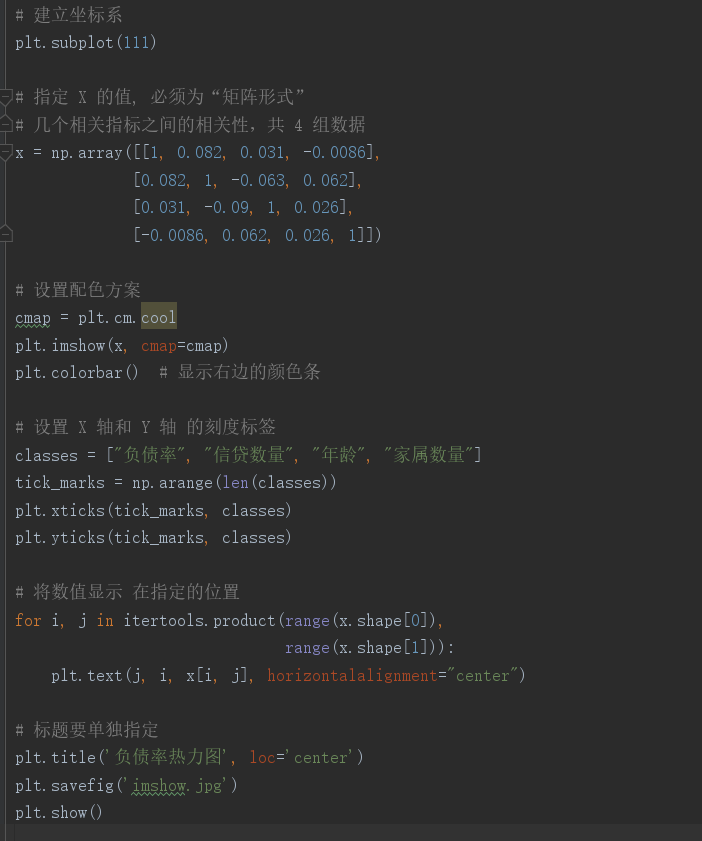 # 建立坐标系
plt.subplot(111)
# 指定 X 的值, 必须为“矩阵形式”
# 几个相关指标之间的相关性，共 4 组数据
x = np.array([[1, 0.082, 0.031, -0.0086],
[0.082, 1, -0.063, 0.062],
[0.031, -0.09, 1, 0.026],
[-0.0086, 0.062, 0.026, 1]])
# 设置配色方案
cmap = plt.cm.cool
plt.imshow(x, cmap=cmap)
plt.colorbar()  # 显示右边的颜色条
# 设置 X 轴和 Y 轴 的刻度标签
classes = ["负债率", "信贷数量", "年龄", "家属数量"]
tick_marks = np.arange(len(classes))
plt.xticks(tick_marks, classes)
plt.yticks(tick_marks, classes)
# 将数值显示 在指定的位置
for i, j in itertools.product(range(x.shape[0]),
range(x.shape[1])):
plt.text(j, i, x[i, j], horizontalalignment="center")
# 标题要单独指定
plt.title('负债率热力图', loc='center')
plt.savefig('imshow.jpg')
plt.show()